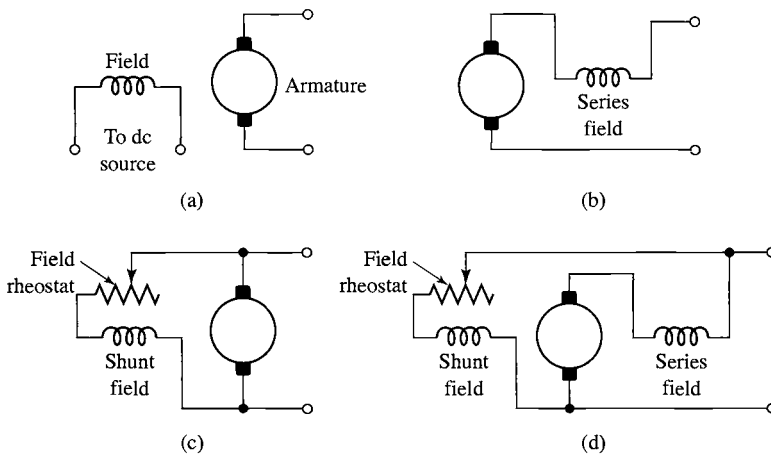 Field
Armature
To dc
source
(a)
Series
field
(b)
Field
rheostat
Shunt
field
(c)
Field
rheostat
Shunt
field
Series
field
(d)